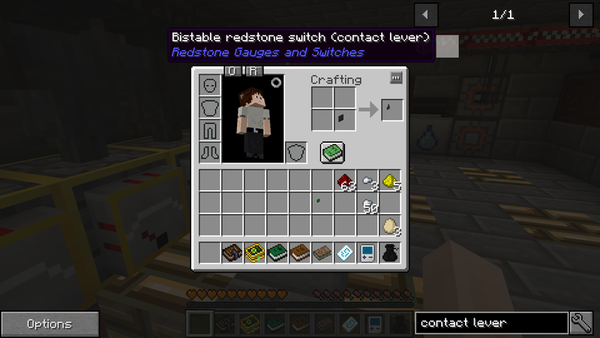 1/1
Bistable redstone switch (contact lever)
Redstone Gauges and Switches
Crafting
63
3
5
50
3
Options
contact lever